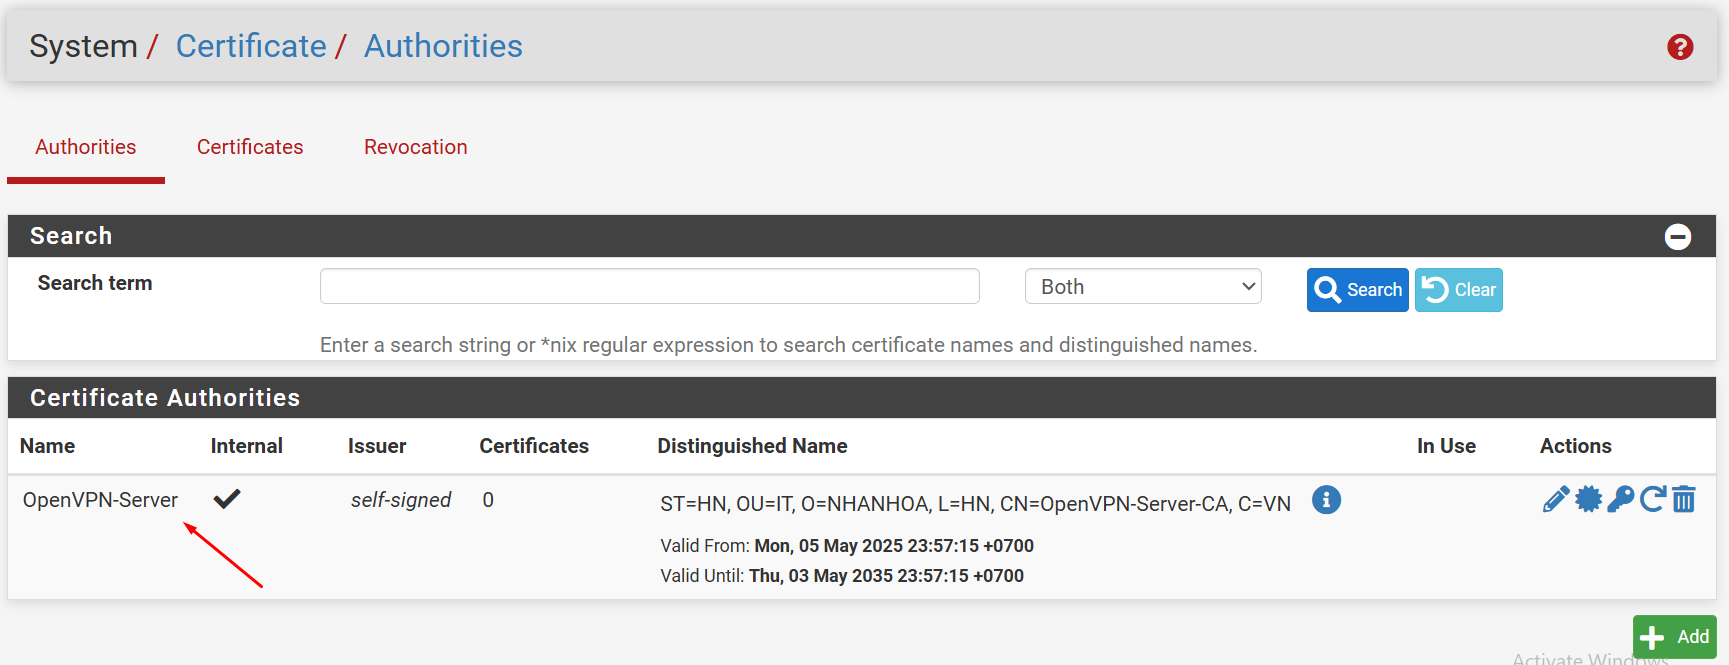 System / Certificate / Authorities
Authorities Certificates Revocation
Search
Search term Both Search Clear
Enter a search string or *nix regular expression to search certificate names and distinguished names.
Certificate Authorities
Name Internal Issuer Certificates Distinguished Name In Use Actions
OpenVPN-Server self-signed 0 ST=HN, OU=IT, O=NHANHOA, L=HN, CN=OpenVPN-Server-CA, C=VN
Valid From: Mon, 05 May 2025 23:57:15 +0700
Valid Until: Thu, 03 May 2035 23:57:15 +0700
Add
Activate Windows